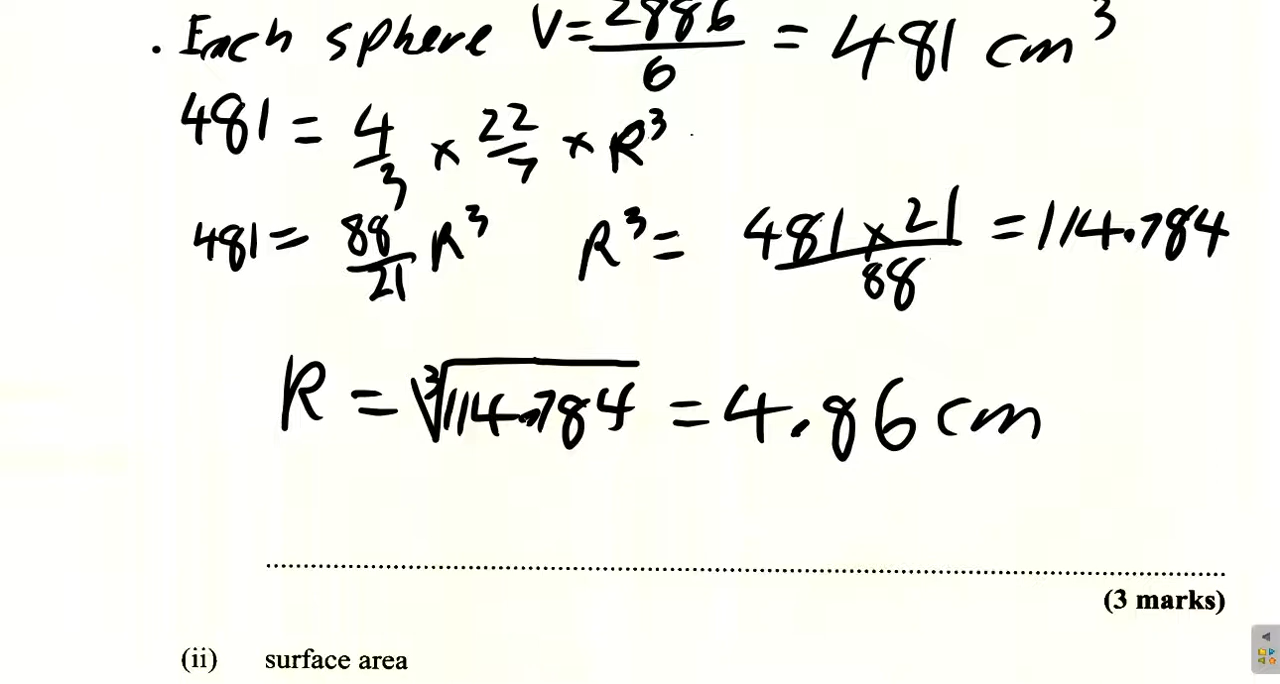 . Each sphere V = 2886/6 = 481 cm³
481 = 4/3 × 22/7 × R³
481 = 88/21 R³ R³ = 481 × 21/88 = 114.784
R = ∛114.784 = 4.86 cm
(3 marks)
(ii) surface area